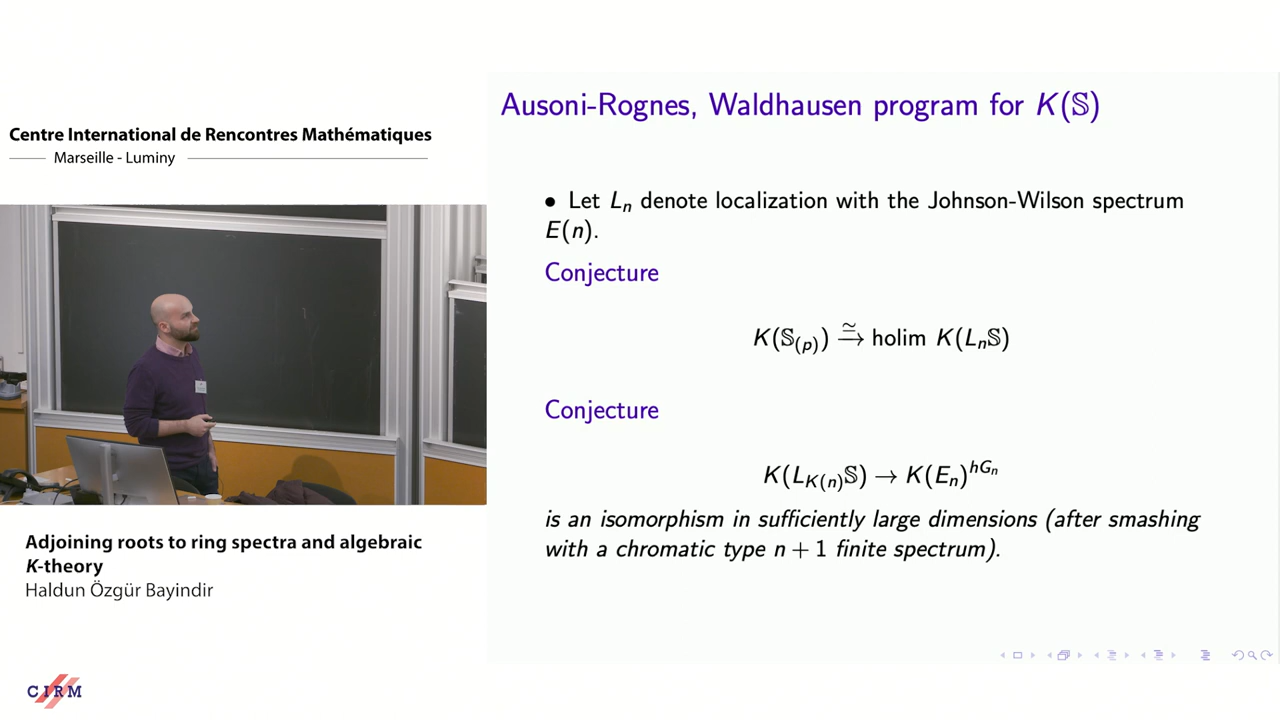 Centre International de Rencontres Mathématiques
Marseille - Luminy
Adjoining roots to ring spectra and algebraic
K-theory
Haldun Özgür Bayindir
CIRM
Ausoni-Rognes, Waldhausen program for K(𝕊)
• Let Lₙ denote localization with the Johnson-Wilson spectrum
E(n).
Conjecture
K(𝕊₍ₚ₎) ≃→ holim K(Lₙ𝕊)
Conjecture
K(L_{K(n)}𝕊) → K(Eₙ)^{hGₙ}
is an isomorphism in sufficiently large dimensions (after smashing
with a chromatic type n + 1 finite spectrum).